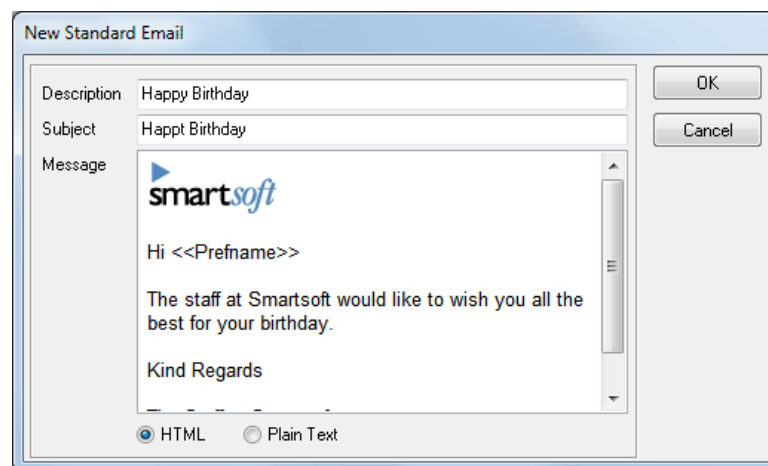 New Standard Email
Description Happy Birthday
OK
Subject Happt Birthday
Cancel
Message
smartsoft
Hi <<Prefname>>
The staff at Smartsoft would like to wish you all the
best for your birthday.
Kind Regards
HTML Plain Text